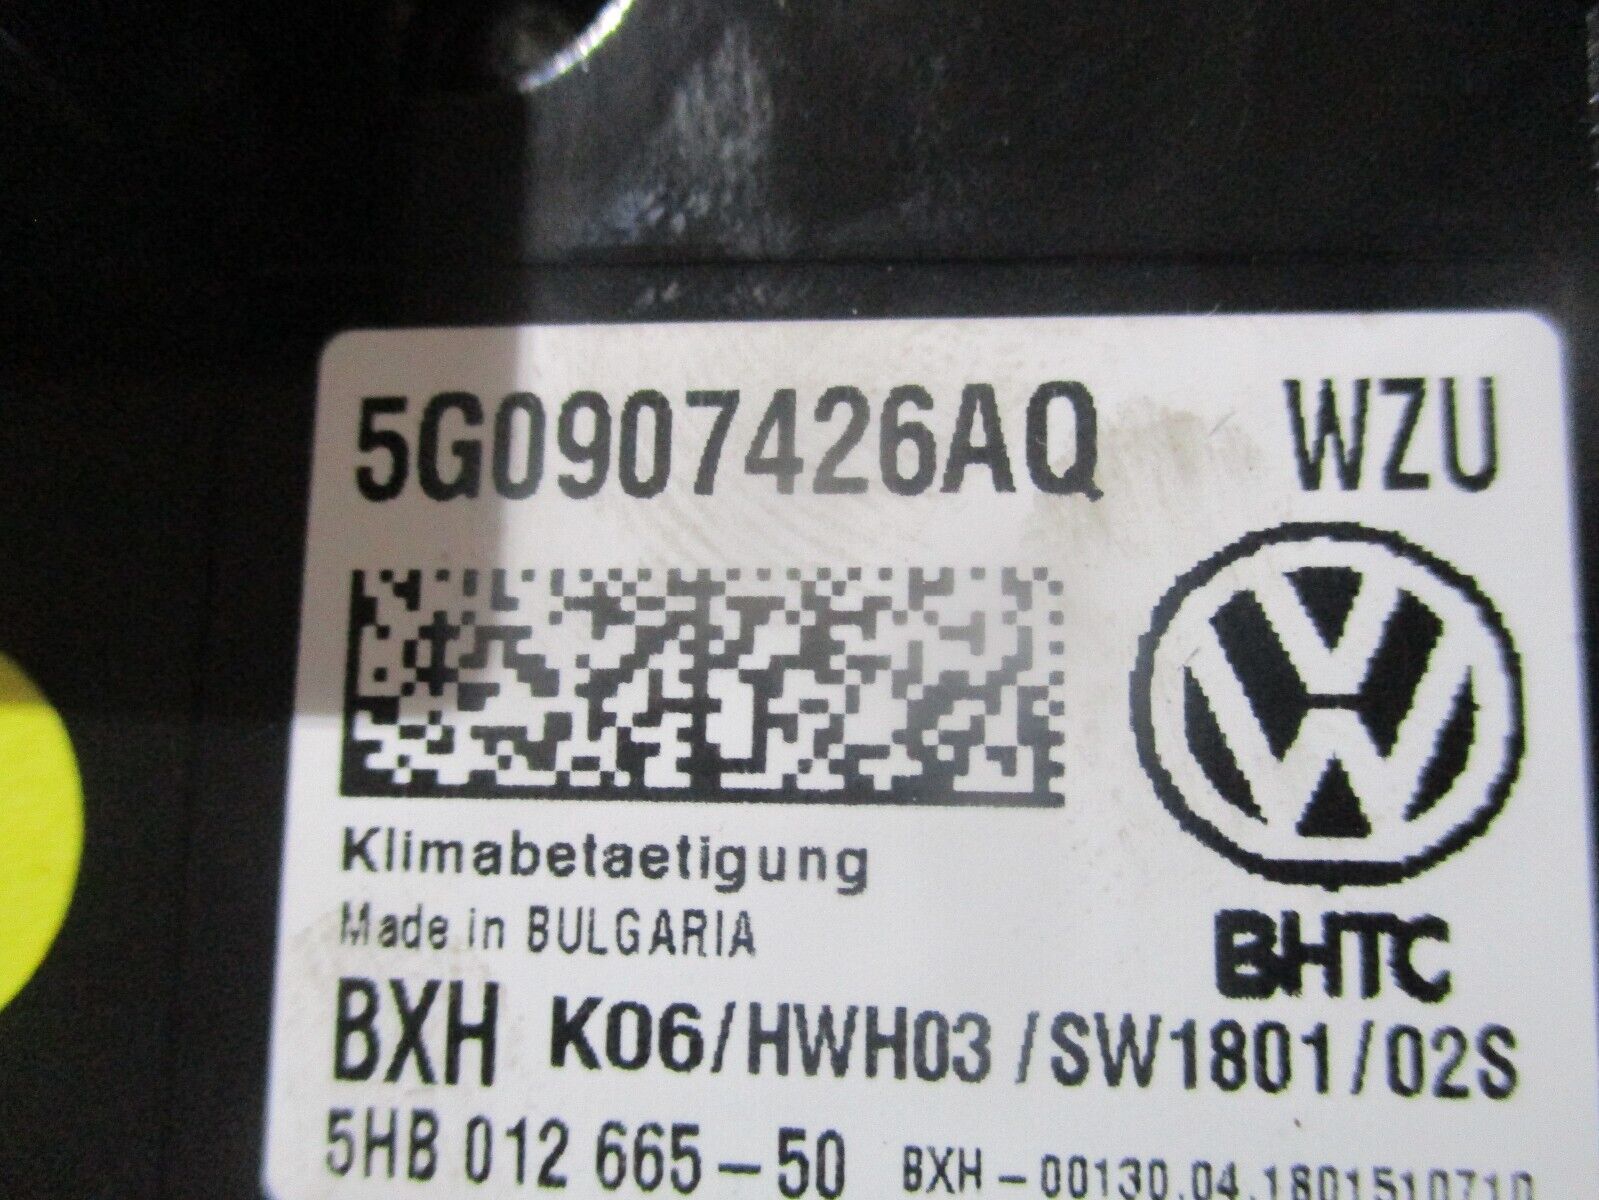 5G0907426AQ WZU
Klimabetaetigung
Made in BULGARIA
BHTC
BXH K06/HWH03 /SW1801/02S
5HB 012 665-50 BXH-00130.04.1801510710